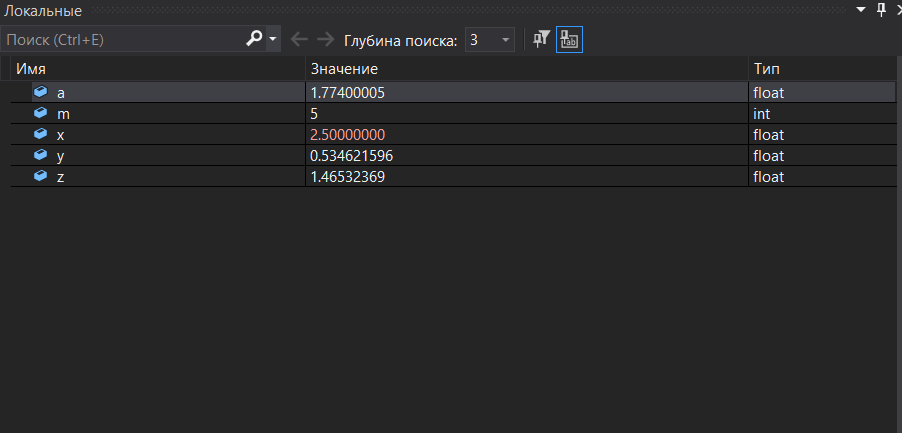 Локальные
Поиск (Ctrl+E) Глубина поиска: 3
Имя Значение Тип
a 1.77400005 float
m 5 int
x 2.50000000 float
y 0.534621596 float
z 1.46532369 float